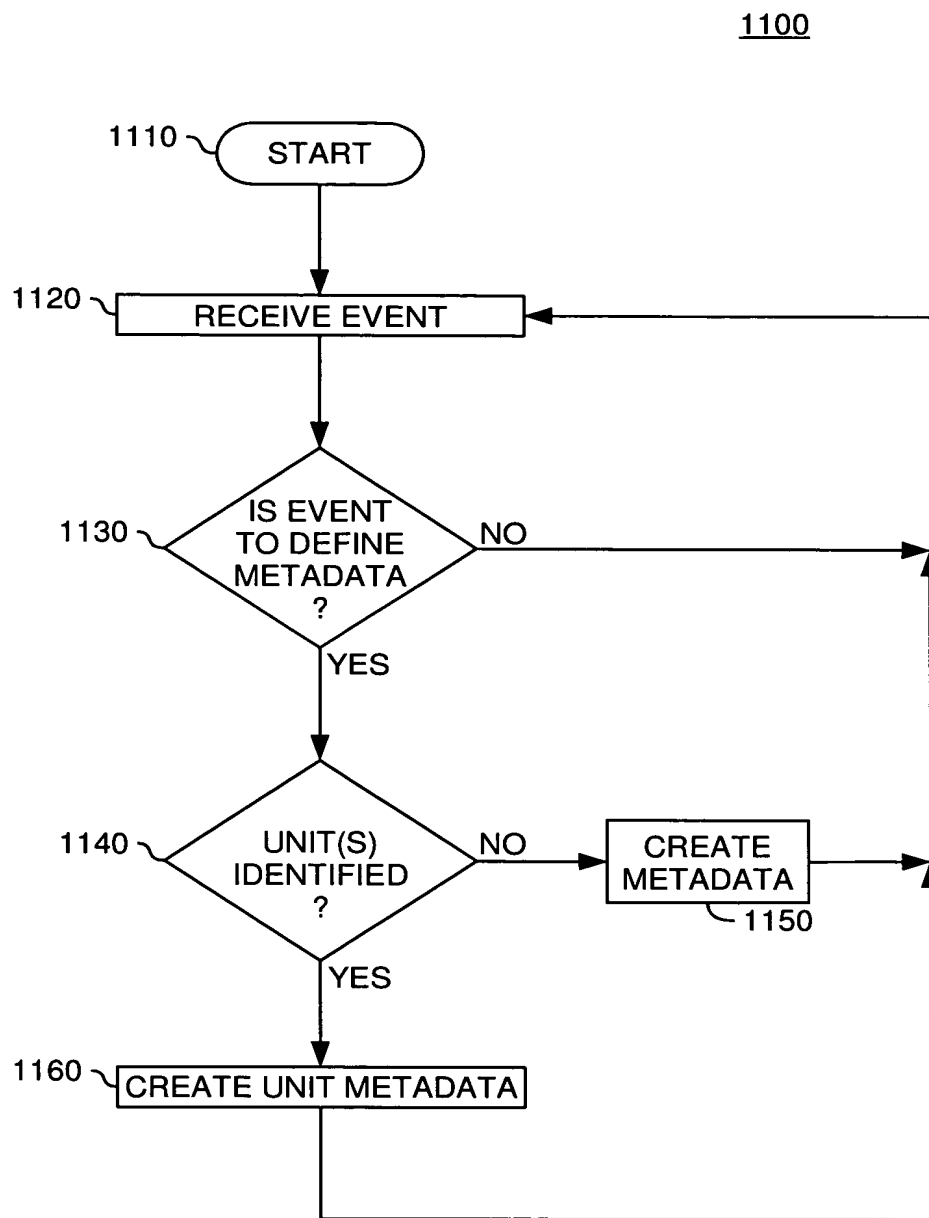 1100
1110
START
1120
RECEIVE EVENT
1130
IS EVENT
TO DEFINE
METADATA
?
NO
YES
1140
UNIT(S)
IDENTIFIED
?
NO
CREATE
METADATA
1150
YES
1160
CREATE UNIT METADATA